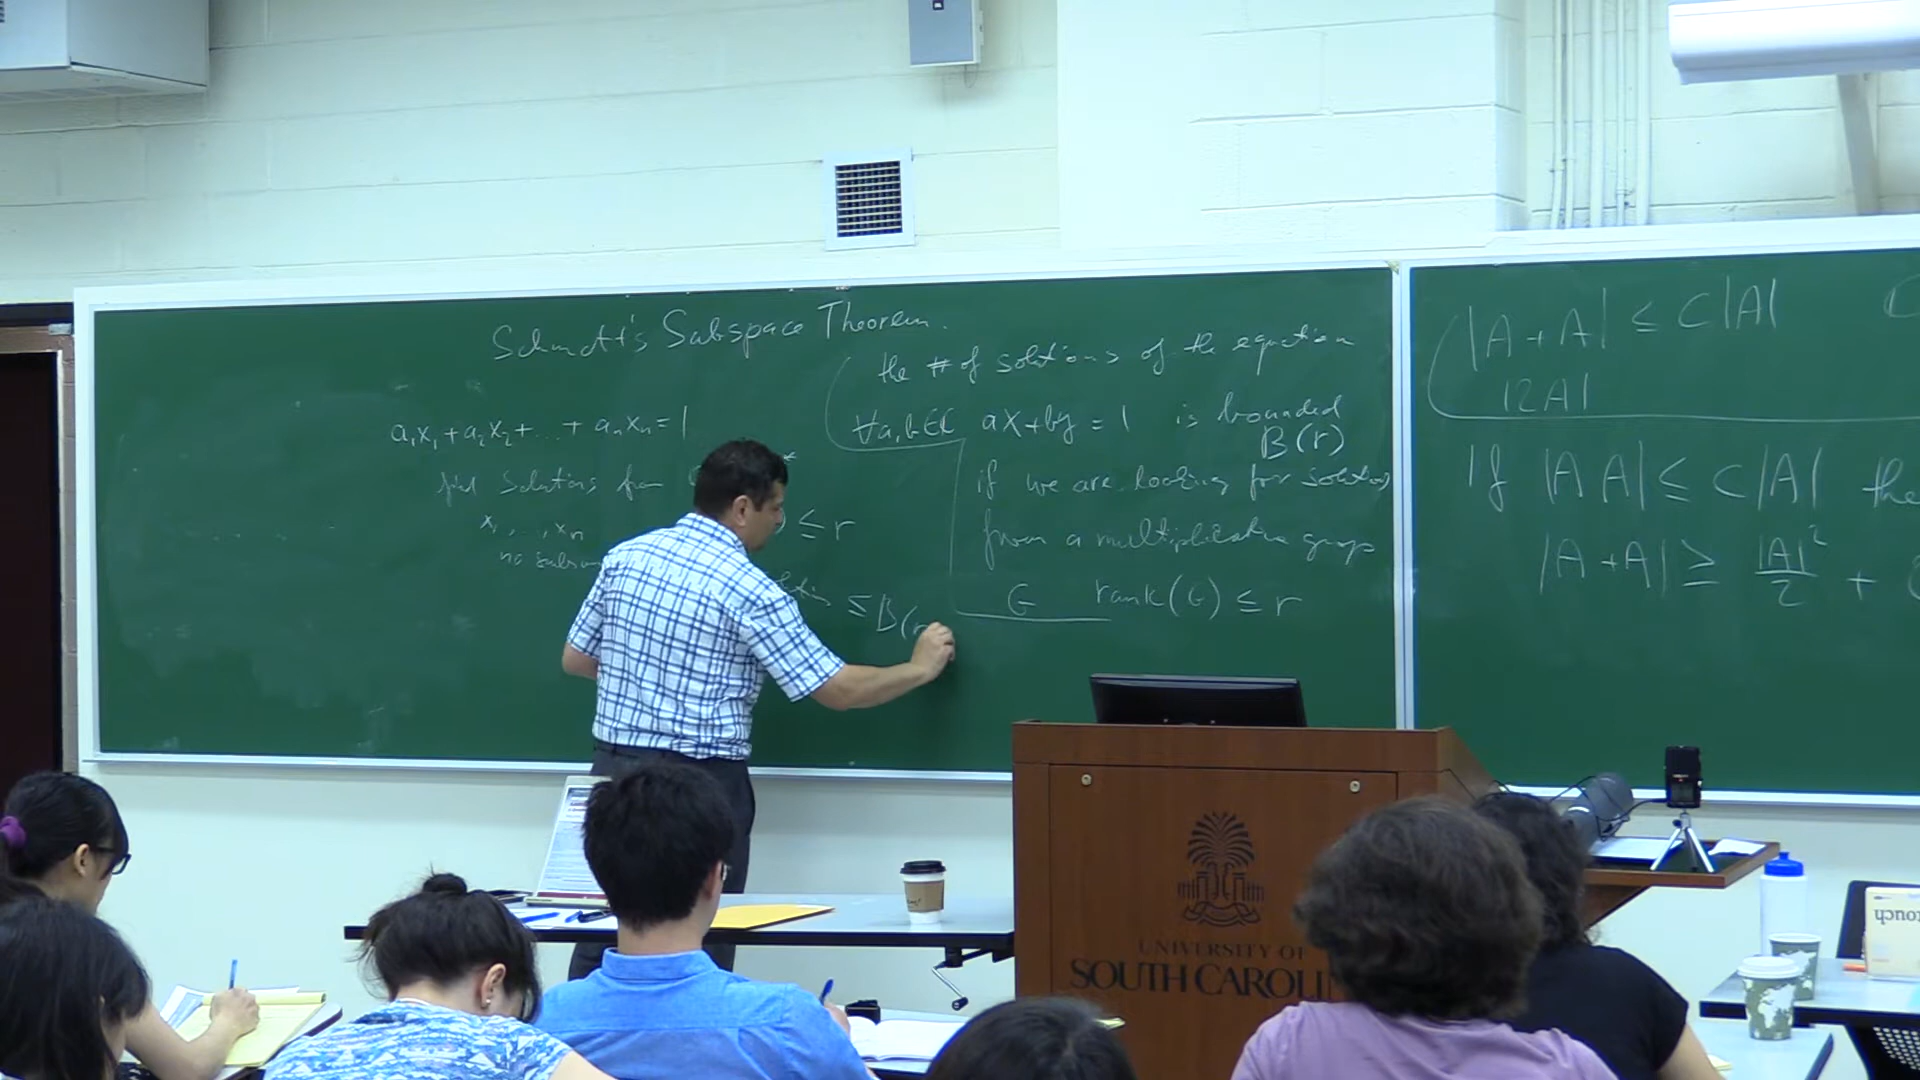 Schmidt's Subspace Theorem.
a₁x₁ + a₂x₂ + ... + aₙxₙ = 1
find solutions from
x₁, ..., xₙ
≤ r
no
≤ B(r
the # of solutions of the equation
∀a,b∈ℂ ax + by = 1 is bounded
B(r)
if we are looking for solutions
from a multiplicative group
G rank(G) ≤ r
|A + A| ≤ C|A|
|2A|
If |A A| ≤ C|A| the
|A + A| ≥ |A|²/2 +
UNIVERSITY OF
SOUTH CAROLIN
touch